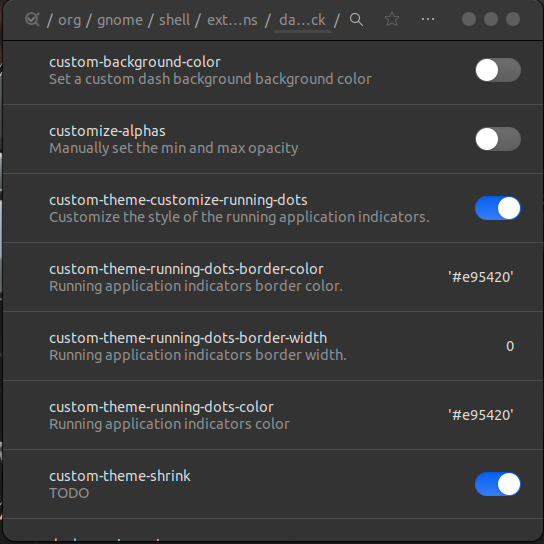 / org / gnome / shell / ext…ns / da…ck /
custom-background-color
Set a custom dash background background color
customize-alphas
Manually set the min and max opacity
custom-theme-customize-running-dots
Customize the style of the running application indicators.
custom-theme-running-dots-border-color
'#e95420'
Running application indicators border color.
custom-theme-running-dots-border-width
0
Running application indicators border width.
custom-theme-running-dots-color
'#e95420'
Running application indicators color
custom-theme-shrink
TODO